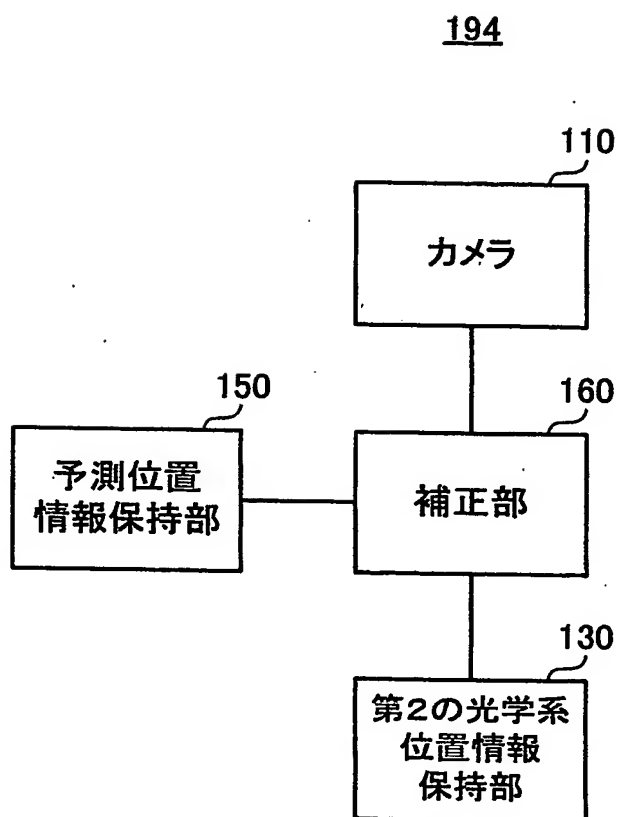 194
110
カメラ
150
予測位置
情報保持部
160
補正部
130
第2の光学系
位置情報
保持部